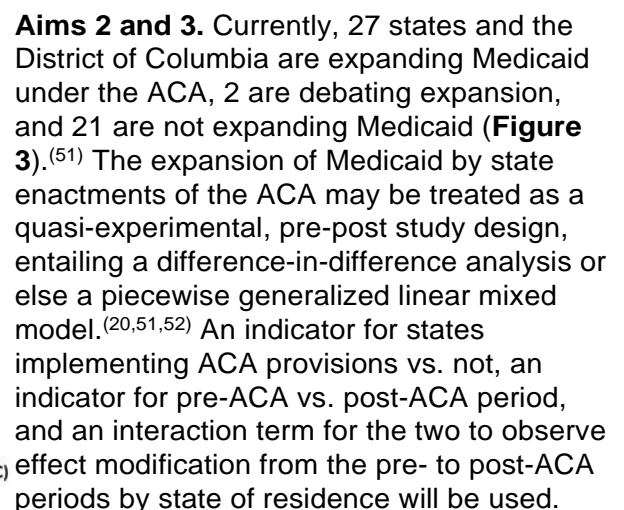 Aims 2 and 3. Currently, 27 states and the
District of Columbia are expanding Medicaid
under the ACA, 2 are debating expansion,
and 21 are not expanding Medicaid (Figure
3).(51) The expansion of Medicaid by state
enactments of the ACA may be treated as a
quasi-experimental, pre-post study design,
entailing a difference-in-difference analysis or
else a piecewise generalized linear mixed
model.(20,51,52) An indicator for states
implementing ACA provisions vs. not, an
indicator for pre-ACA vs. post-ACA period,
and an interaction term for the two to observe
effect modification from the pre- to post-ACA
periods by state of residence will be used.